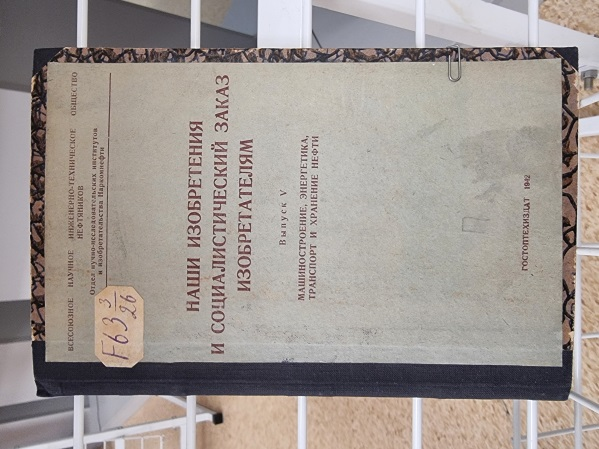 ВСЕСОЮЗНОЕ НАУЧНОЕ ИНЖЕНЕРНО-ТЕХНИЧЕСКОЕ ОБЩЕСТВО
НЕФТЯНИКОВ
Отдел научно-исследовательских институтов
и изобретательства Наркомнефти
НАШИ ИЗОБРЕТЕНИЯ
И СОЦИАЛИСТИЧЕСКИЙ ЗАКАЗ
ИЗОБРЕТАТЕЛЯМ
Выпуск V
МАШИНОСТРОЕНИЕ, ЭНЕРГЕТИКА,
ТРАНСПОРТ И ХРАНЕНИЕ НЕФТИ
ГОСТОПТЕХИЗДАТ 1942
F63 3/26